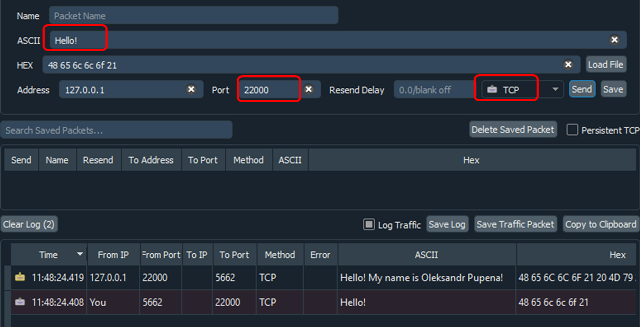 Name Packet Name
ASCII Hello!
HEX 48 65 6c 6c 6f 21 Load File
Address 127.0.0.1 Port 22000 Resend Delay 0.0/blank off TCP Send Save
Search Saved Packets... Delete Saved Packet Persistent TCP
Send Name Resend To Address To Port Method ASCII Hex
Clear Log (2) Log Traffic Save Log Save Traffic Packet Copy to Clipboard
Time From IP From Port To IP To Port Method Error ASCII Hex
11:48:24.419 127.0.0.1 22000 5662 TCP Hello! My name is Oleksandr Pupena! 48 65 6C 6C 6F 21 20 4D 79
11:48:24.408 You 5662 22000 TCP Hello! 48 65 6c 6c 6f 21